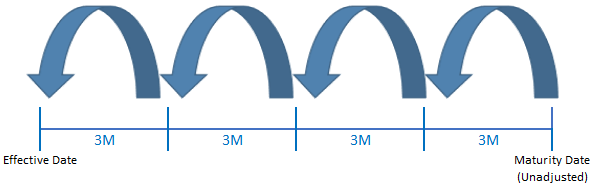 3M 3M 3M 3M
Effective Date Maturity Date
(Unadjusted)